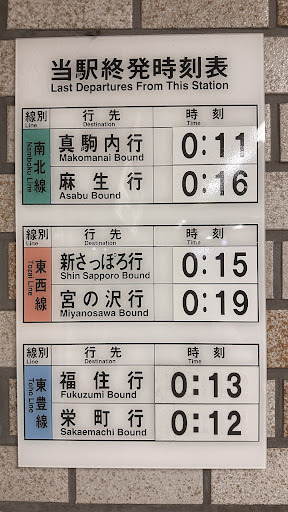 当駅終発時刻表
Last Departures From This Station
線別 行先 時刻
Line Destination Time
南北線 Namboku Line
真駒内行 0:11
Makomanai Bound
麻生行 0:16
Asabu Bound
線別 行先 時刻
Line Destination Time
東西線 Tozai Line
新さっぽろ行 0:15
Shin Sapporo Bound
宮の沢行 0:19
Miyanosawa Bound
線別 行先 時刻
Line Destination Time
東豊線 Toho Line
福住行 0:13
Fukuzumi Bound
栄町行 0:12
Sakaemachi Bound